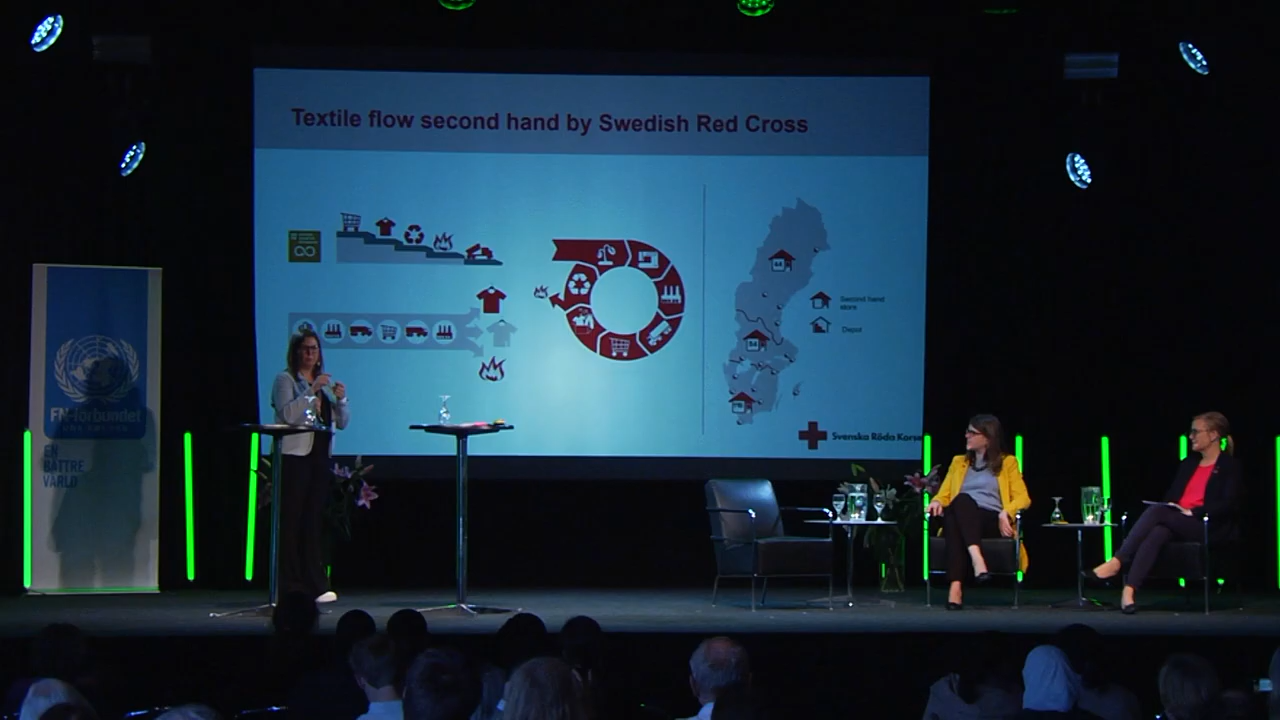 Textile flow second hand by Swedish Red Cross
Second hand
store
Depot
Svenska Röda Korse
FN-förbundet
EN
BÄTTRE
VÄRLD